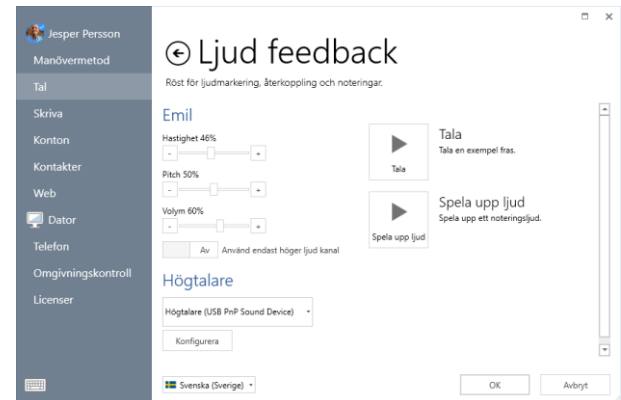 Jesper Persson
Manövermetod
Tal
Skriva
Konton
Kontakter
Web
Dator
Telefon
Omgivningskontroll
Licenser
Ljud feedback
Röst för ljudmarkering, återkoppling och noteringar.
Emil
Hastighet 46%
- +
Pitch 50%
- +
Volym 60%
- +
Av Använd endast höger ljud kanal
Högtalare
Högtalare (USB PnP Sound Device)
Konfigurera
Tala
Tala
Tala en exempel fras.
Spela upp ljud
Spela upp ljud
Spela upp ett noteringsljud.
Svenska (Sverige)
OK
Avbryt